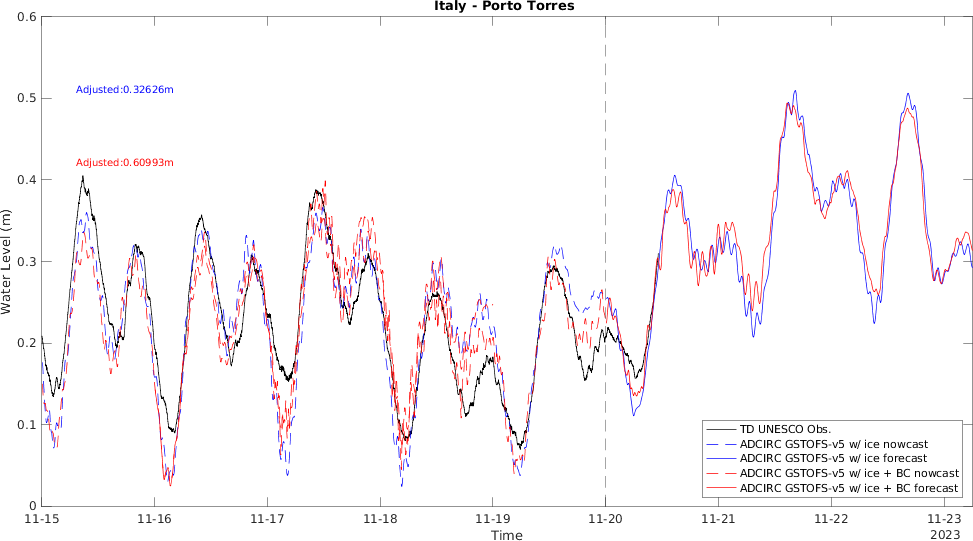 Italy - Porto Torres
0.6
0.5
0.4
0.3
0.2
0.1
0
Water Level (m)
Adjusted:0.32626m
Adjusted:0.60993m
TD UNESCO Obs.
ADCIRC GSTOFS-v5 w/ ice nowcast
ADCIRC GSTOFS-v5 w/ ice forecast
ADCIRC GSTOFS-v5 w/ ice + BC nowcast
ADCIRC GSTOFS-v5 w/ ice + BC forecast
11-15 11-16 11-17 11-18 11-19 11-20 11-21 11-22 11-23
Time
2023